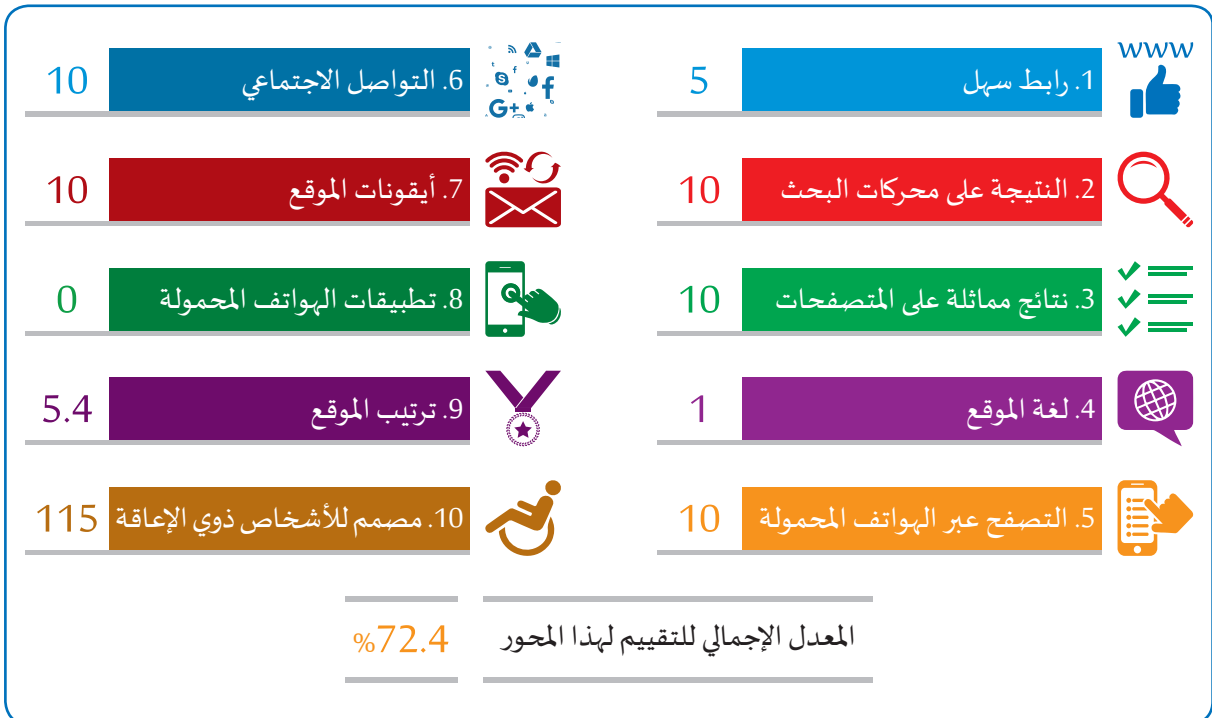 www
1. رابط سهل
5
2. النتيجة على محركات البحث
10
3. نتائج مماثلة على المتصفحات
10
4. لغة الموقع
1
5. التصفح عبر الهواتف المحمولة
10
6. التواصل الاجتماعي
10
7. أيقونات الموقع
10
8. تطبيقات الهواتف المحمولة
0
9. ترتيب الموقع
5.4
10. مصمم للأشخاص ذوي الإعاقة
115
المعدل الإجمالي للتقييم لهذا المحور
%72.4